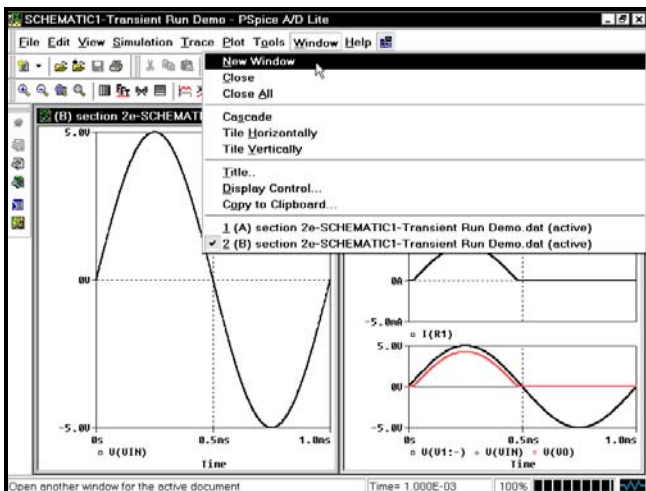 SCHEMATIC1-Transient Run Demo - PSpice A/D Lite
File Edit View Simulation Trace Plot Tools Window Help
New Window
Close
Close All
Cascade
Tile Horizontally
Tile Vertically
Title..
Display Control...
Copy to Clipboard...
1 (A) section 2e-SCHEMATIC1-Transient Run Demo.dat (active)
✓ 2 (B) section 2e-SCHEMATIC1-Transient Run Demo.dat (active)
(B) section 2e-SCHEMATI
5.0V
0V
-5.0V
0s 0.5ms 1.0ms
V(VIN)
Time
0A
-5.0mA
I(R1)
5.0V
0V
-5.0V
0s 0.5ms 1.0ms
V(V1:-) V(VIN) V(VO)
Time
Open another window for the active document
Time= 1.000E-03
100%